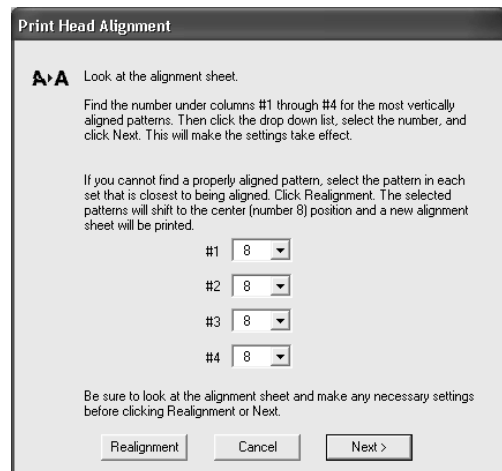 Print Head Alignment
A▸A Look at the alignment sheet.
Find the number under columns #1 through #4 for the most vertically
aligned patterns. Then click the drop down list, select the number, and
click Next. This will make the settings take effect.
If you cannot find a properly aligned pattern, select the pattern in each
set that is closest to being aligned. Click Realignment. The selected
patterns will shift to the center (number 8) position and a new alignment
sheet will be printed.
#1 8
#2 8
#3 8
#4 8
Be sure to look at the alignment sheet and make any necessary settings
before clicking Realignment or Next.
Realignment Cancel Next >